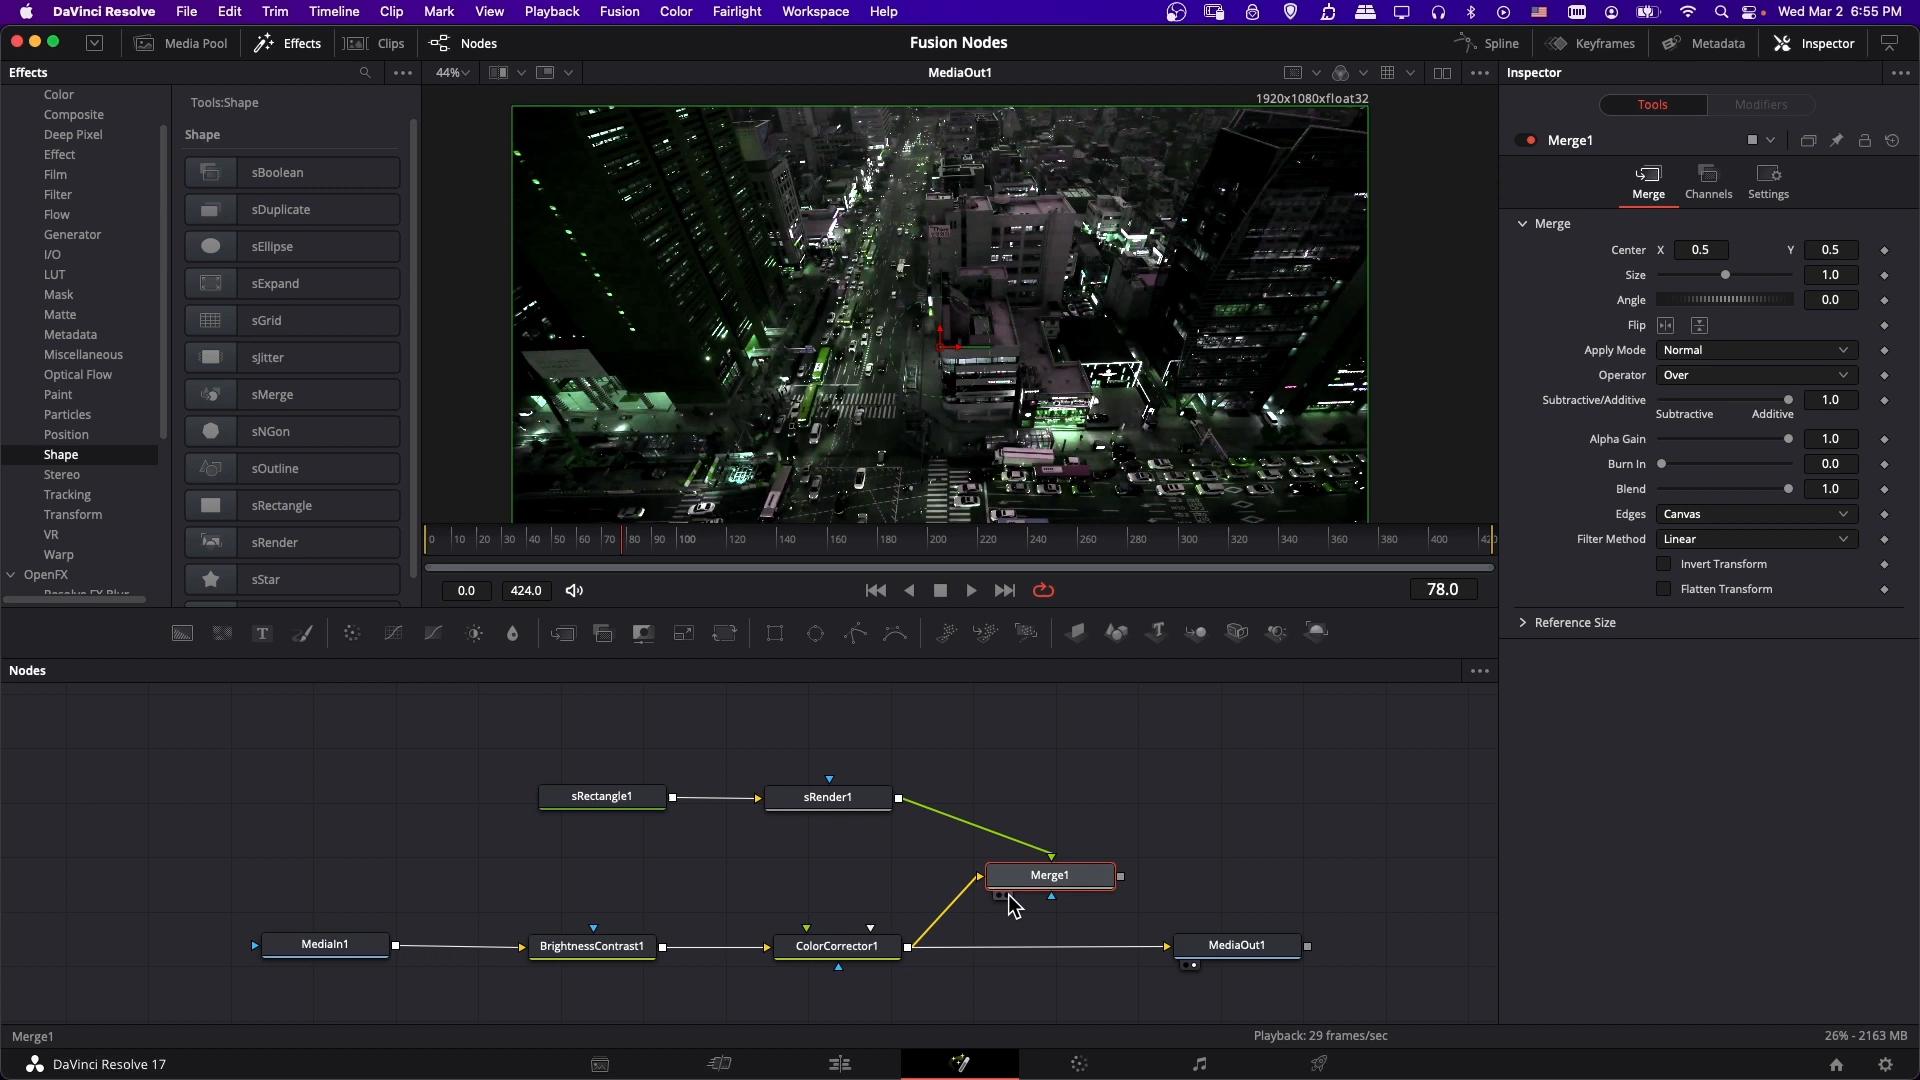 DaVinci Resolve File Edit Trim Timeline Clip Mark View Playback Fusion Color Fairlight Workspace Help Wed Mar 2 6:55 PM
Media Pool Effects Clips Nodes Fusion Nodes Spline Keyframes Metadata Inspector
Effects 44% MediaOut1 Inspector
1920x1080xfloat32
Color
Composite
Deep Pixel
Effect
Film
Filter
Flow
Generator
I/O
LUT
Mask
Matte
Metadata
Miscellaneous
Optical Flow
Paint
Particles
Position
Shape
Stereo
Tracking
Transform
VR
Warp
OpenFX
Resolve FX Blur
Tools:Shape
Shape
sBoolean
sDuplicate
sEllipse
sExpand
sGrid
sJitter
sMerge
sNGon
sOutline
sRectangle
sRender
sStar
0 10 20 30 40 50 60 70 80 90 100 120 140 160 180 200 220 240 260 280 300 320 340 360 380 400 420
0.0 424.0 78.0
Tools Modifiers
Merge1
Merge Channels Settings
Merge
Center X 0.5 Y 0.5
Size 1.0
Angle 0.0
Flip
Apply Mode Normal
Operator Over
Subtractive/Additive 1.0
Subtractive Additive
Alpha Gain 1.0
Burn In 0.0
Blend 1.0
Edges Canvas
Filter Method Linear
Invert Transform
Flatten Transform
Reference Size
Nodes
sRectangle1 sRender1
Merge1
MediaIn1 BrightnessContrast1 ColorCorrector1 MediaOut1
Merge1 Playback: 29 frames/sec 26% - 2163 MB
DaVinci Resolve 17